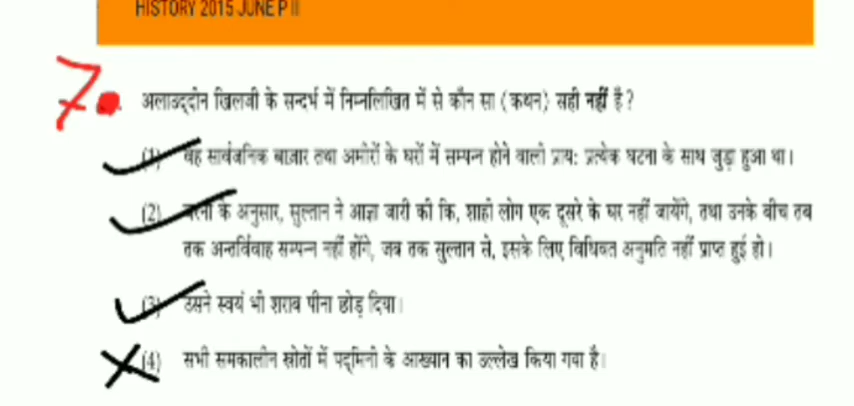 HISTORY 2015 JUNE P II
7.
अलाउद्दीन खिलजी के सन्दर्भ में निम्नलिखित में से कौन सा (कथन) सही नहीं है?
(1) वह सार्वजनिक बाज़ार तथा अमीरों के घरों में सम्पन्न होने वाली प्राय: प्रत्येक घटना के साथ जुड़ा हुआ था।
(2) बरनी के अनुसार, सुल्तान ने आज्ञा जारी की कि, शाही लोग एक दूसरे के घर नहीं जायेंगे, तथा उनके बीच तब
तक अन्तर्विवाह सम्पन्न नहीं होंगे, जब तक सुल्तान से, इसके लिए विधिवत अनुमति नहीं प्राप्त हुई हो।
(3) उसने स्वयं भी शराब पीना छोड़ दिया।
(4) सभी समकालीन स्रोतों में पद्मिनी के आख्यान का उल्लेख किया गया है।